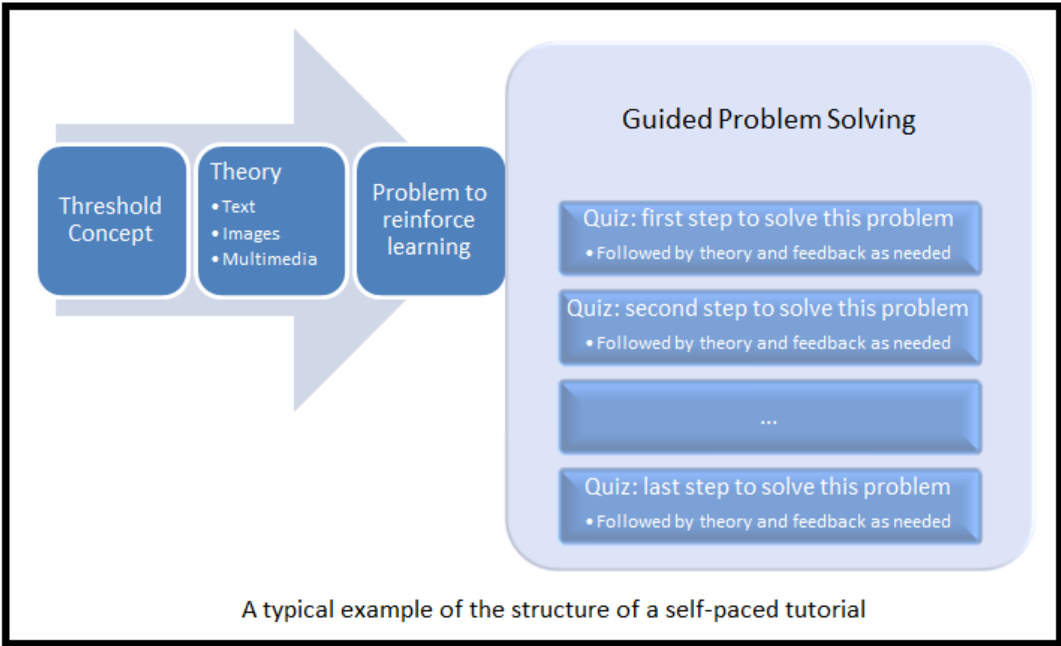 Threshold
Concept
Theory
• Text
• Images
• Multimedia
Problem to
reinforce
learning
Guided Problem Solving
Quiz: first step to solve this problem
• Followed by theory and feedback as needed
Quiz: second step to solve this problem
• Followed by theory and feedback as needed
...
Quiz: last step to solve this problem
• Followed by theory and feedback as needed
A typical example of the structure of a self-paced tutorial